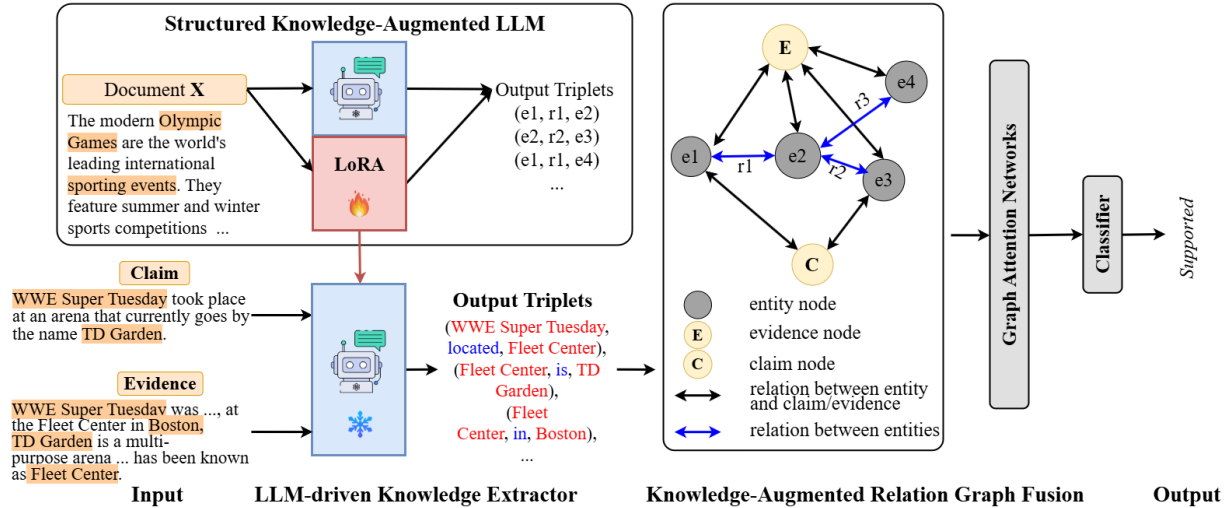 Structured Knowledge-Augmented LLM
Document X
The modern Olympic
Games are the world's
leading international
sporting events. They
feature summer and winter
sports competitions ...
LoRA
Output Triplets
(e1, r1, e2)
(e2, r2, e3)
(e1, r1, e4)
...
Claim
WWE Super Tuesday took place
at an arena that currently goes by
the name TD Garden.
Evidence
WWE Super Tuesday was ..., at
the Fleet Center in Boston,
TD Garden is a multi-
purpose arena ... has been known
as Fleet Center.
Output Triplets
(WWE Super Tuesday,
located, Fleet Center),
(Fleet Center, is, TD
Garden),
(Fleet
Center, in, Boston),
...
E
e4
r3
e1
r1
e2
r2
e3
C
entity node
E
evidence node
C
claim node
relation between entity
and claim/evidence
relation between entities
Graph Attention Networks
Classifier
Supported
Input
LLM-driven Knowledge Extractor
Knowledge-Augmented Relation Graph Fusion
Output